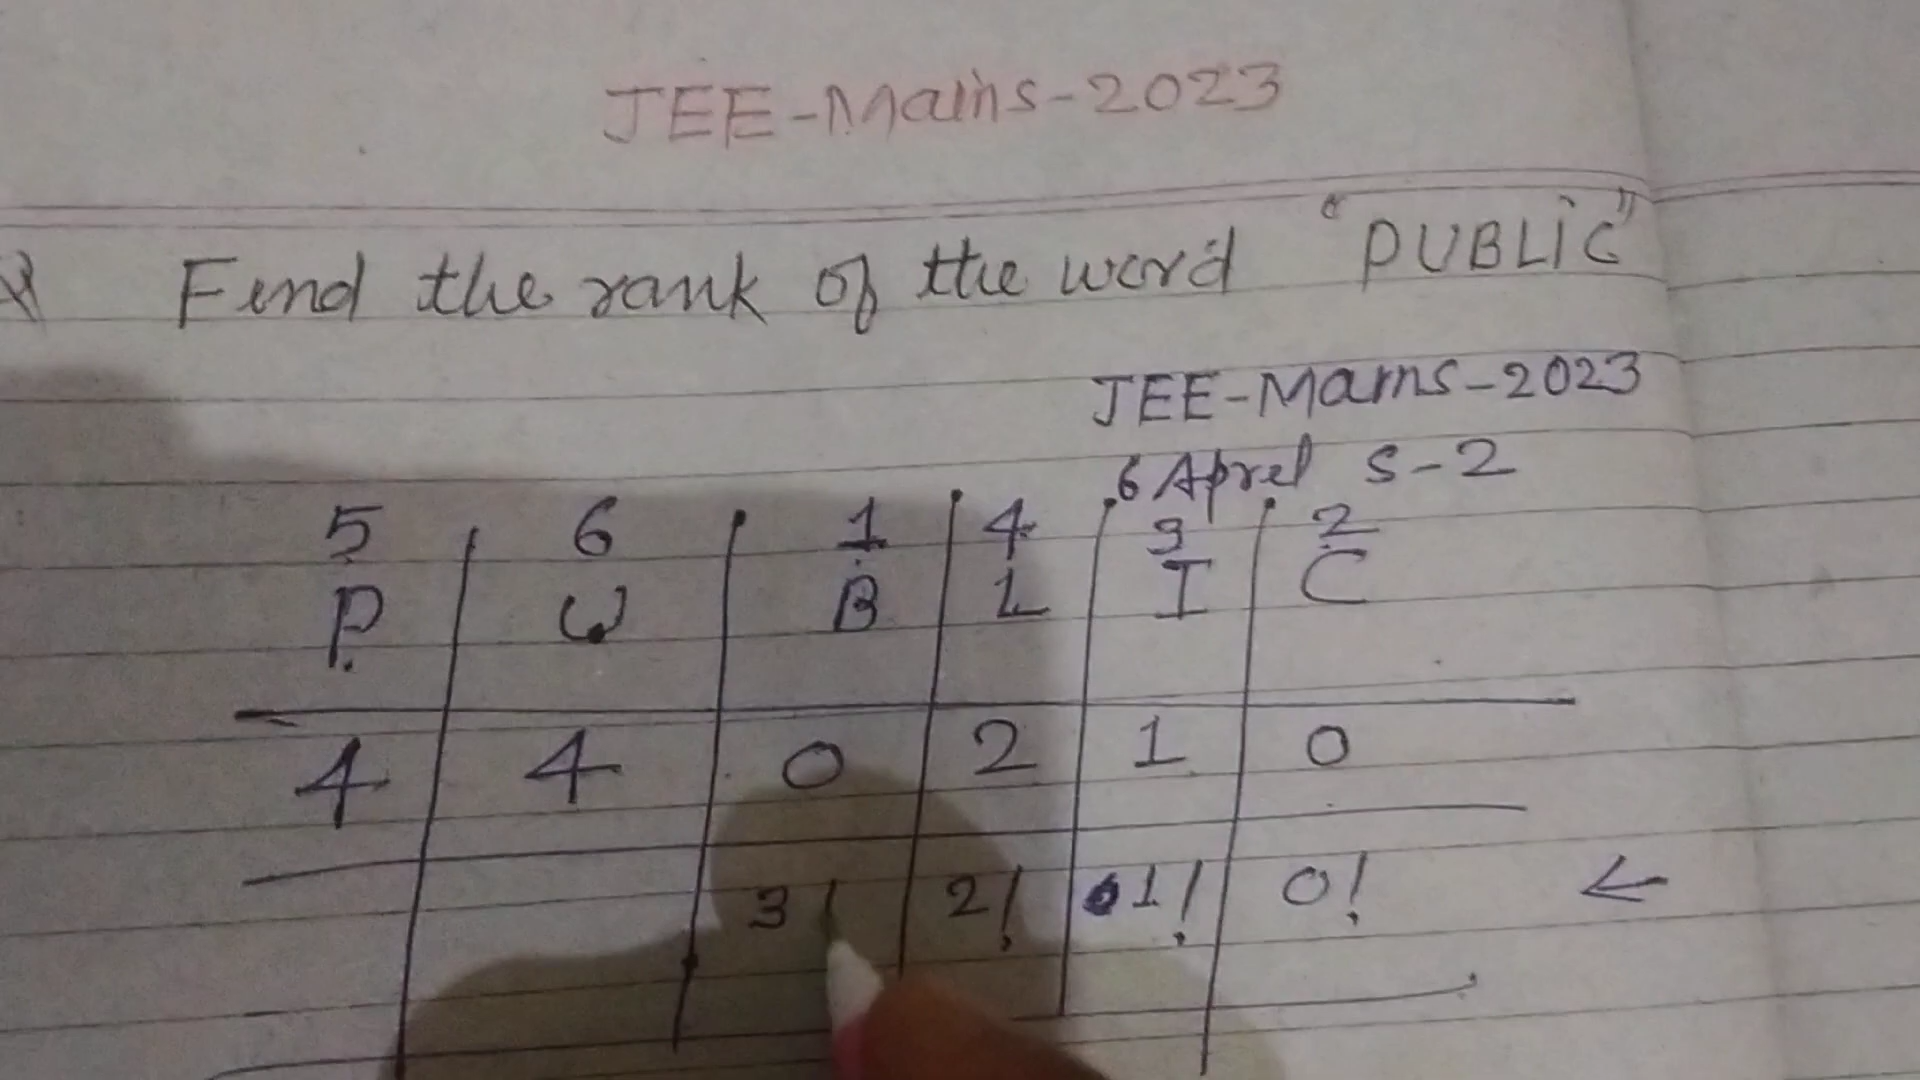 JEE-Mains-2023
Find the rank of the word "PUBLIC"
JEE-Mains-2023
6 April S-2
5 6 1 4 3 2
P U B L I C
4 4 0 2 1 0
3! 2! 1! 0! ←